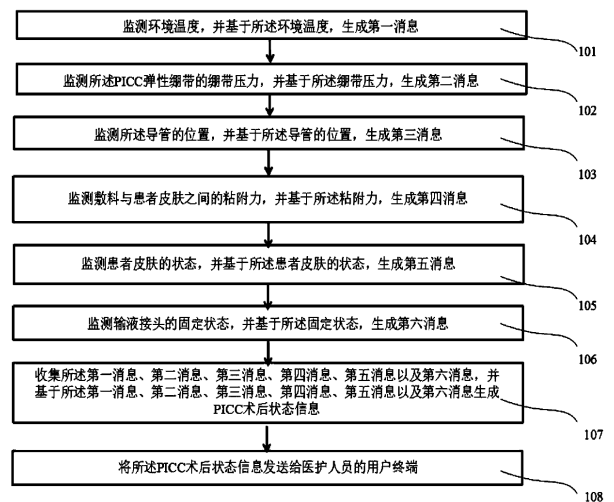 监测环境温度，并基于所述环境温度，生成第一消息
101
监测所述PICC弹性绷带的绷带压力，并基于所述绷带压力，生成第二消息
102
监测所述导管的位置，并基于所述导管的位置，生成第三消息
103
监测敷料与患者皮肤之间的粘附力，并基于所述粘附力，生成第四消息
104
监测患者皮肤的状态，并基于所述患者皮肤的状态，生成第五消息
105
监测输液接头的固定状态，并基于所述固定状态，生成第六消息
106
收集所述第一消息、第二消息、第三消息、第四消息、第五消息以及第六消息，并
基于所述第一消息、第二消息、第三消息、第四消息、第五消息以及第六消息生成
PICC术后状态信息
107
将所述PICC术后状态信息发送给医护人员的用户终端
108